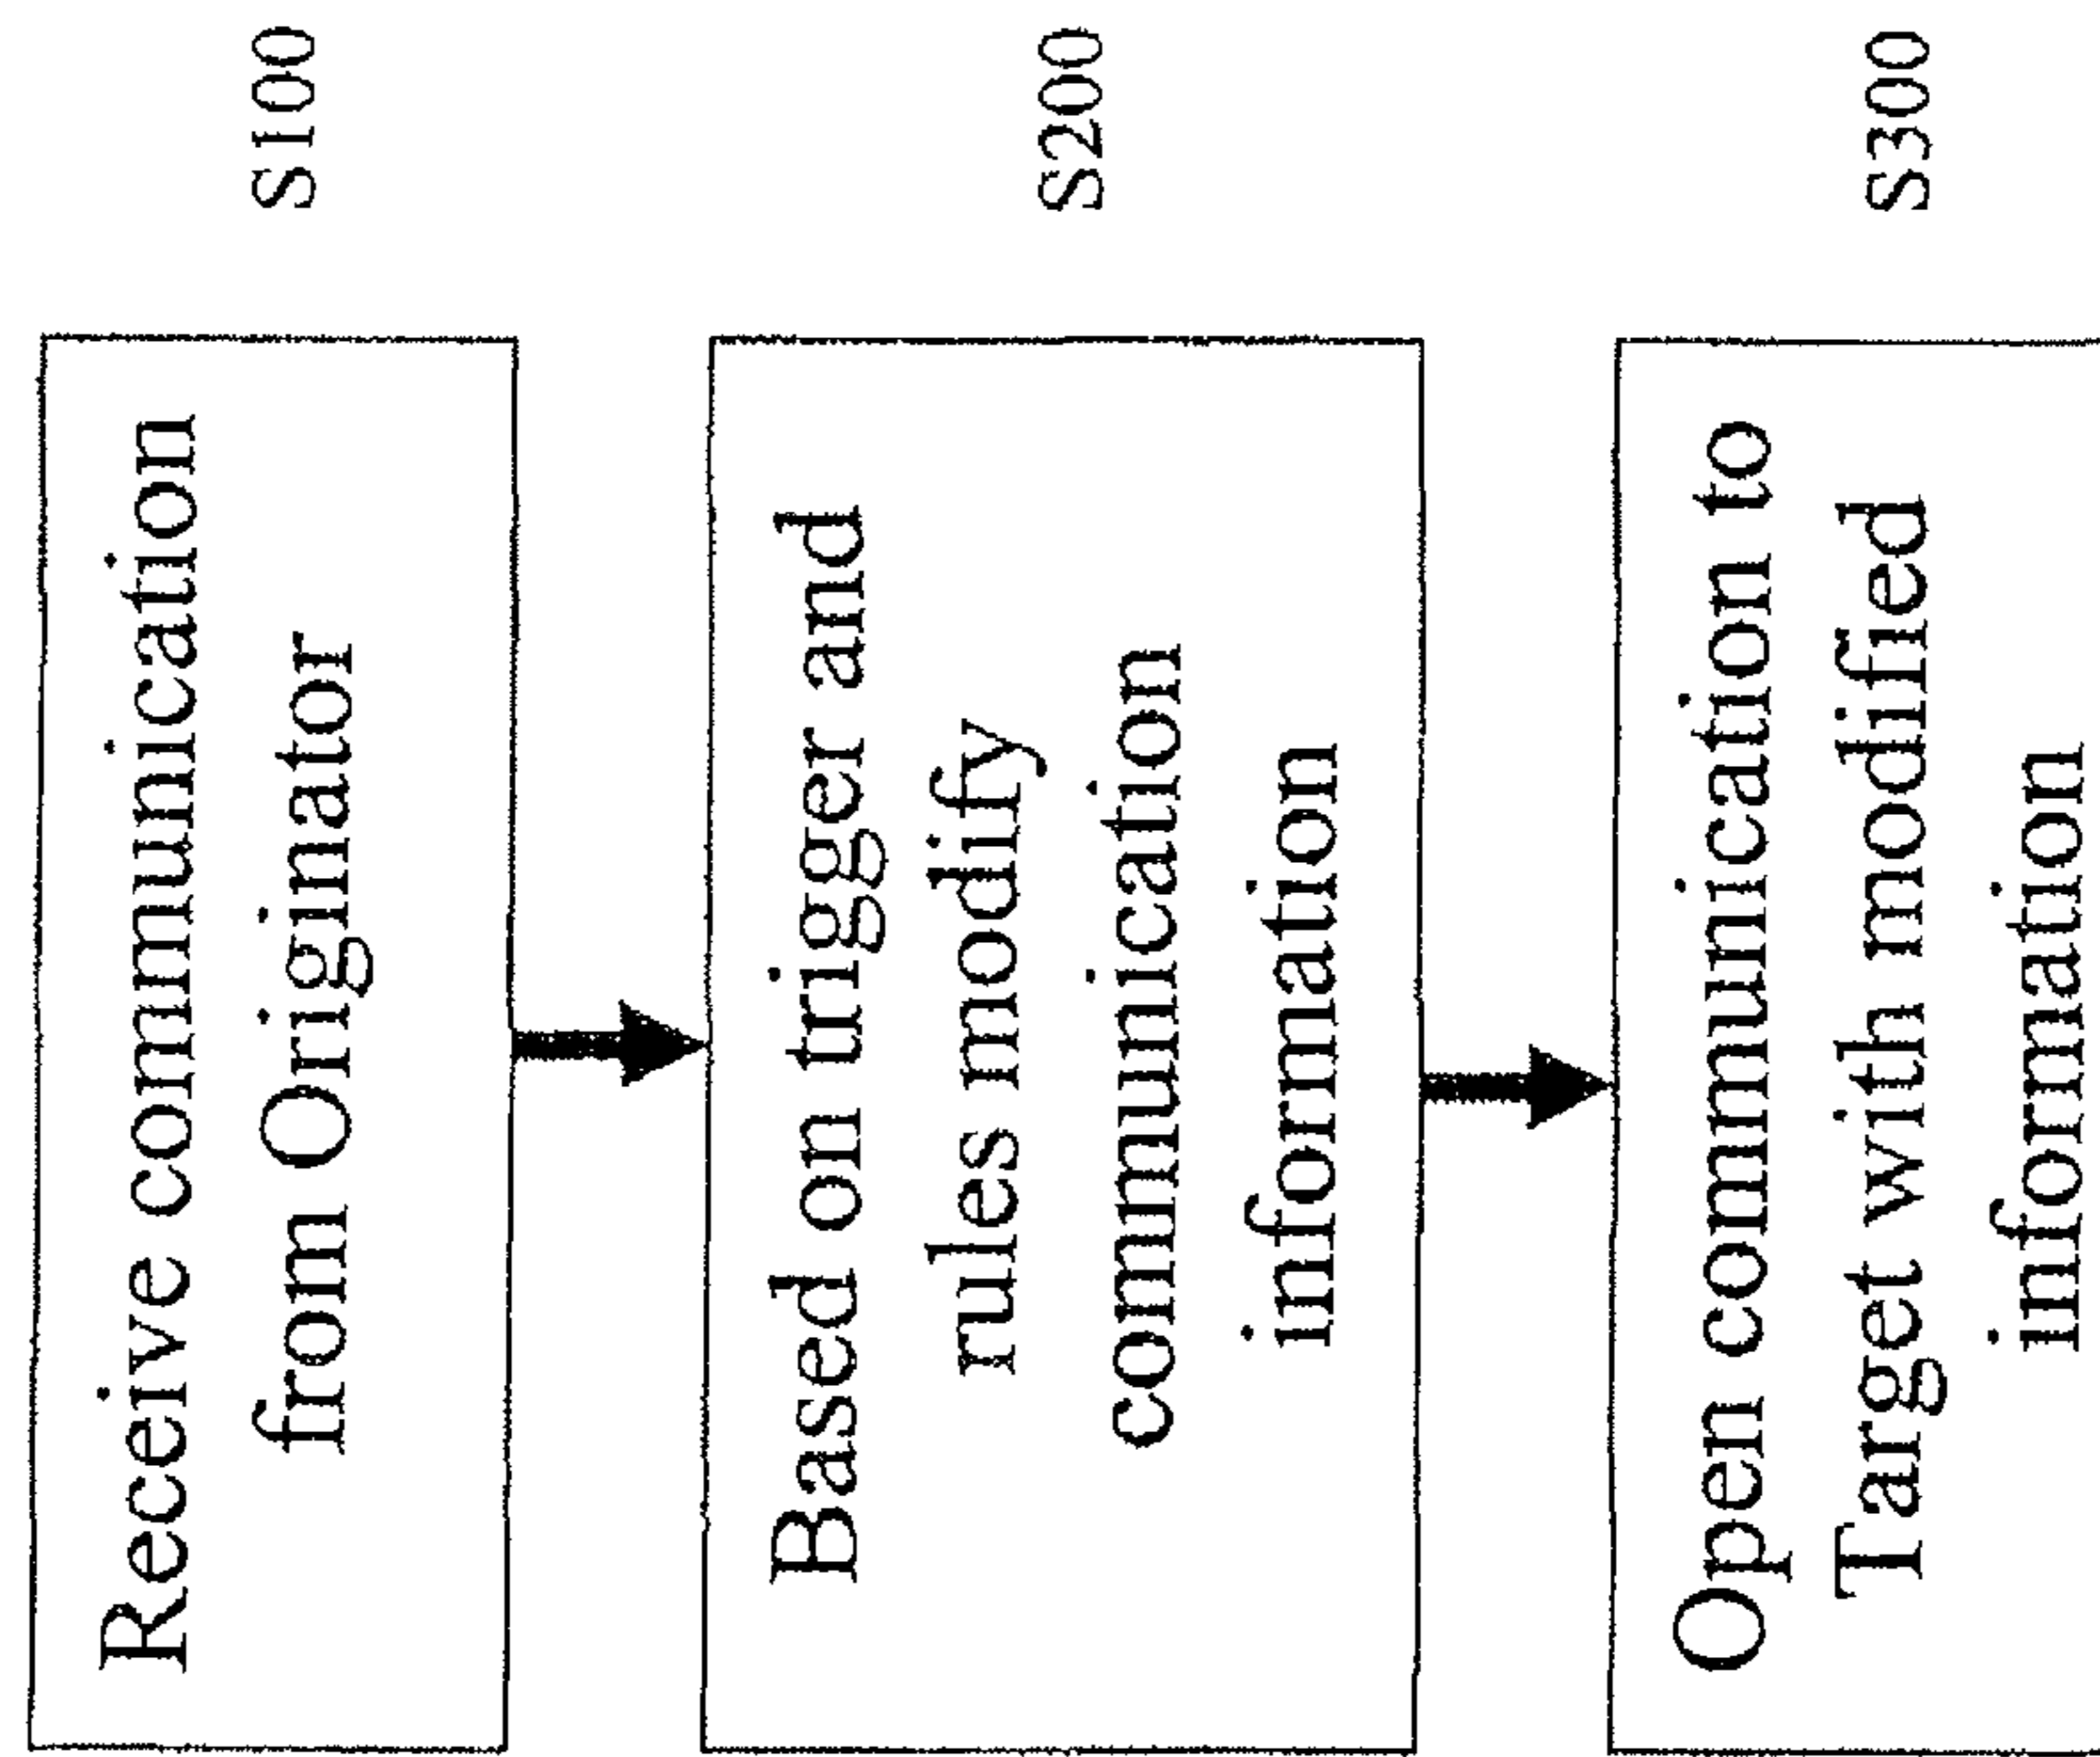 Receive communication
from Originator
S100
Based on trigger and
rules modify
communication
information
S200
Open communication to
Target with modified
information
S300